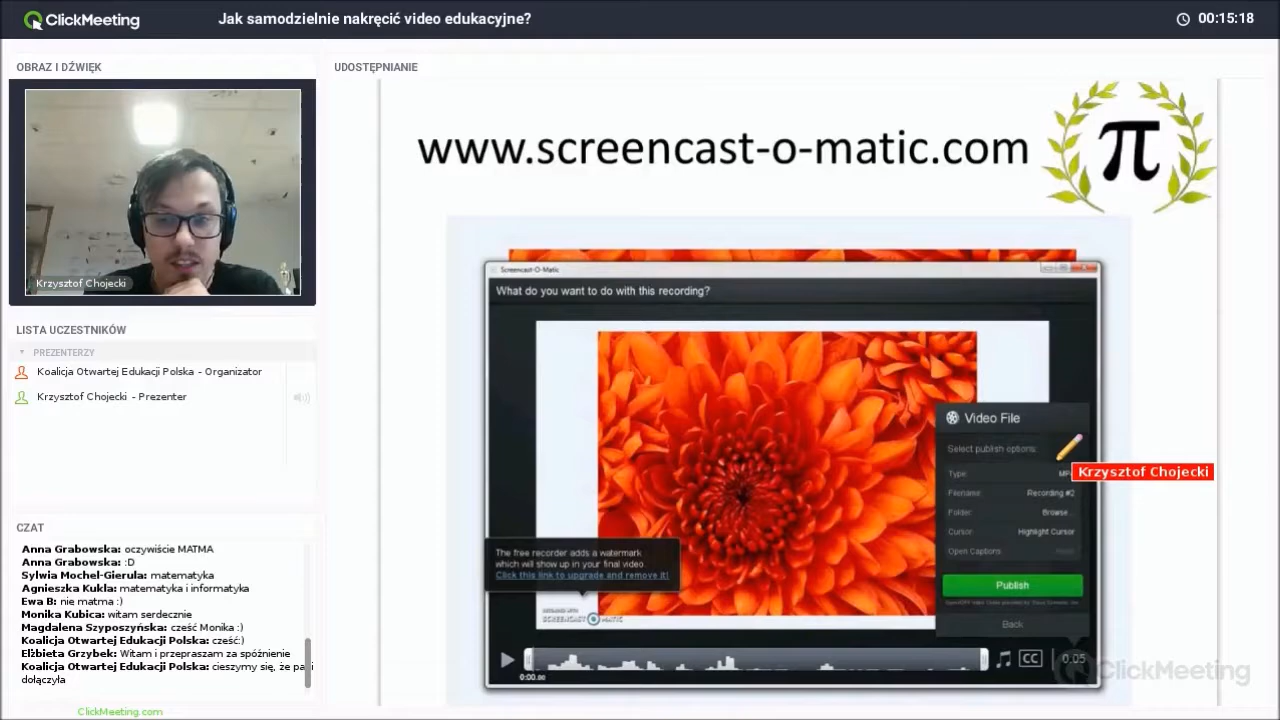 ClickMeeting
Jak samodzielnie nakręcić video edukacyjne?
00:15:18
OBRAZ I DŹWIĘK
Krzysztof Chojecki
LISTA UCZESTNIKÓW
PREZENTERZY
Koalicja Otwartej Edukacji Polska - Organizator
Krzysztof Chojecki - Prezenter
CZAT
Anna Grabowska: oczywiście MATMA
Anna Grabowska: :D
Sylwia Mochel-Gierula: matematyka
Agnieszka Kukla: matematyka i informatyka
Ewa B: nie matma :)
Monika Kubica: witam serdecznie
Magdalena Szyposzyńska: cześć Monika :)
Koalicja Otwartej Edukacji Polska: cześć:)
Elżbieta Grzybek: Witam i przepraszam za spóźnienie
Koalicja Otwartej Edukacji Polska: cieszymy się, że pani
dołączyła
ClickMeeting.com
UDOSTĘPNIANIE
www.screencast-o-matic.com
π
Screencast-O-Matic
What do you want to do with this recording?
Video File
Select publish options:
Type:
Krzysztof Chojecki
Filename: Recording #2
Folder: Browse...
Cursor: Highlight Cursor
Open Captions:
Publish
Back
The free recorder adds a watermark
which will show up in your final video.
Click this link to upgrade and remove it!
SCREENCAST-O-MATIC
CC
0:05
0:00.00
ClickMeeting